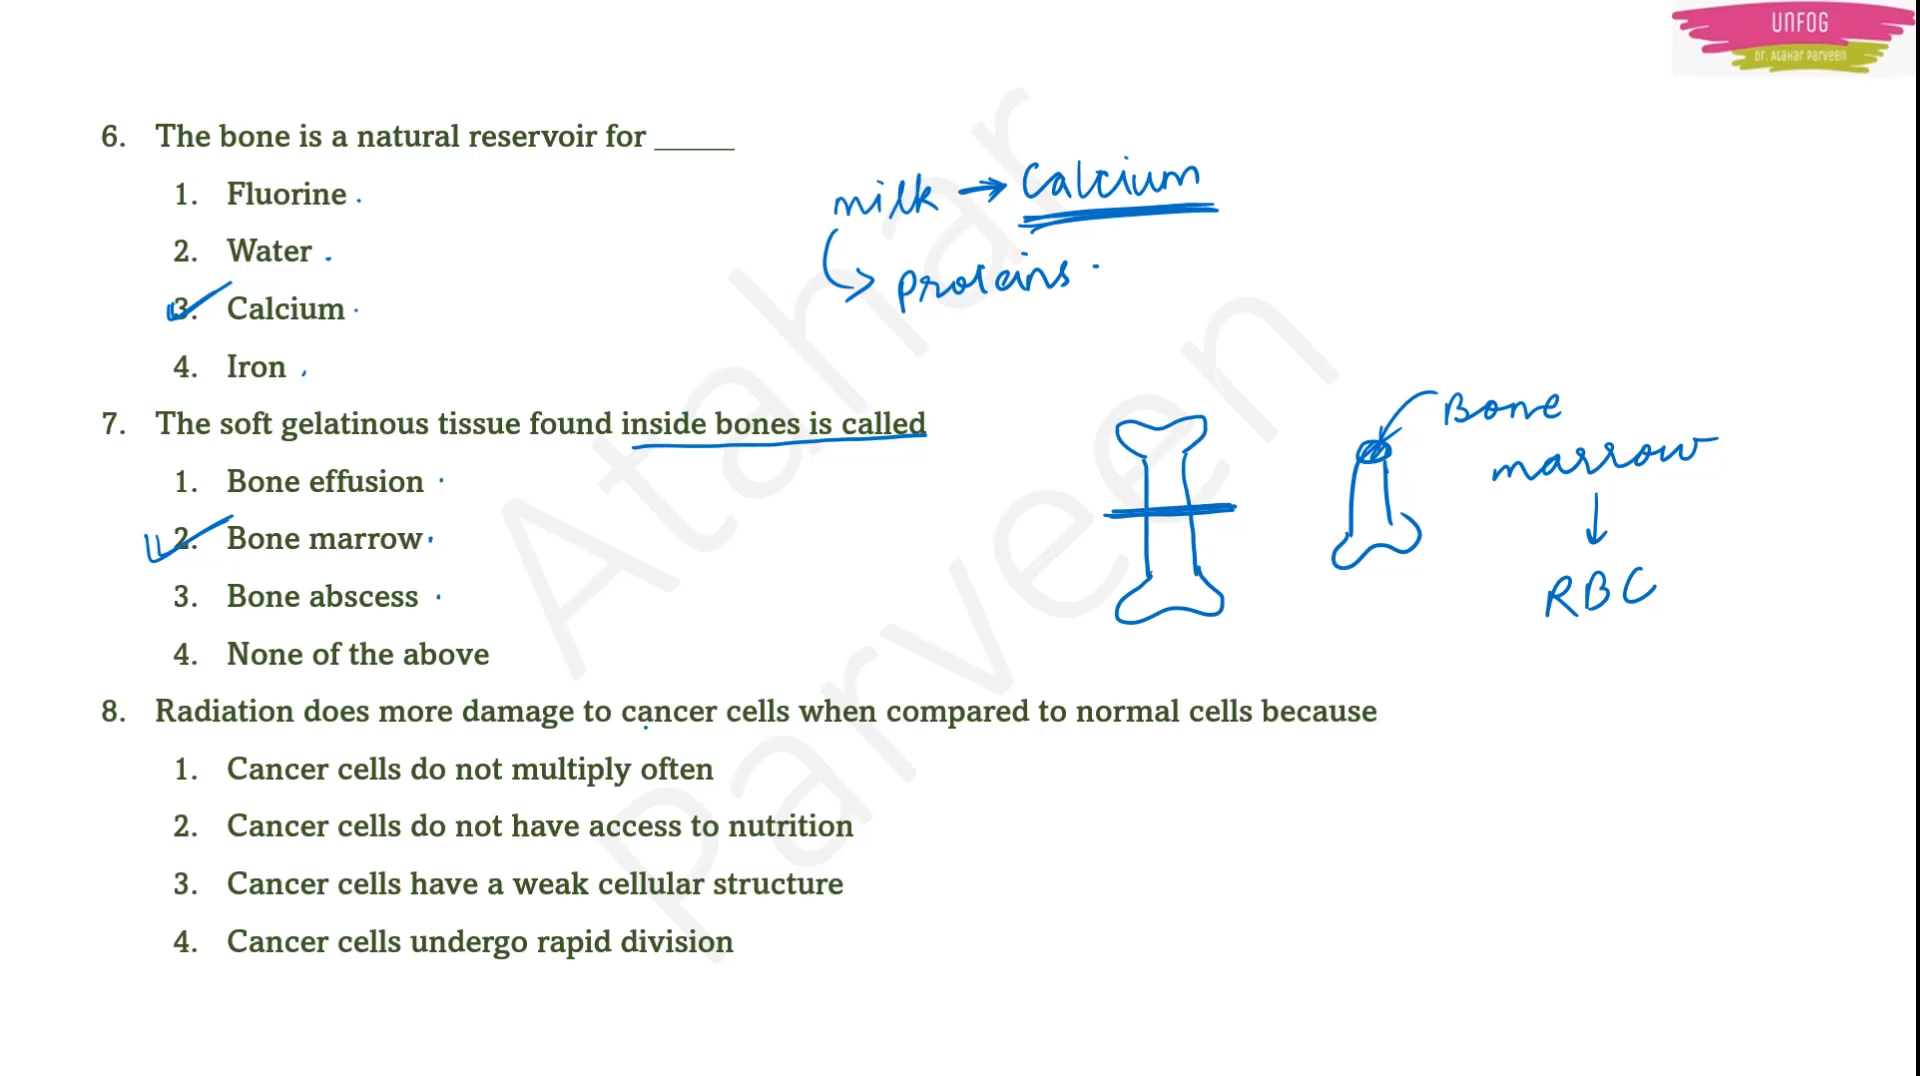 UNFOG
Dr. Atahar Parveen
6. The bone is a natural reservoir for _____
1. Fluorine
2. Water
3. Calcium
4. Iron
milk → Calcium
→ proteins
7. The soft gelatinous tissue found inside bones is called
1. Bone effusion
2. Bone marrow
3. Bone abscess
4. None of the above
Bone
marrow
↓
RBC
8. Radiation does more damage to cancer cells when compared to normal cells because
1. Cancer cells do not multiply often
2. Cancer cells do not have access to nutrition
3. Cancer cells have a weak cellular structure
4. Cancer cells undergo rapid division
Atahar
Parveen